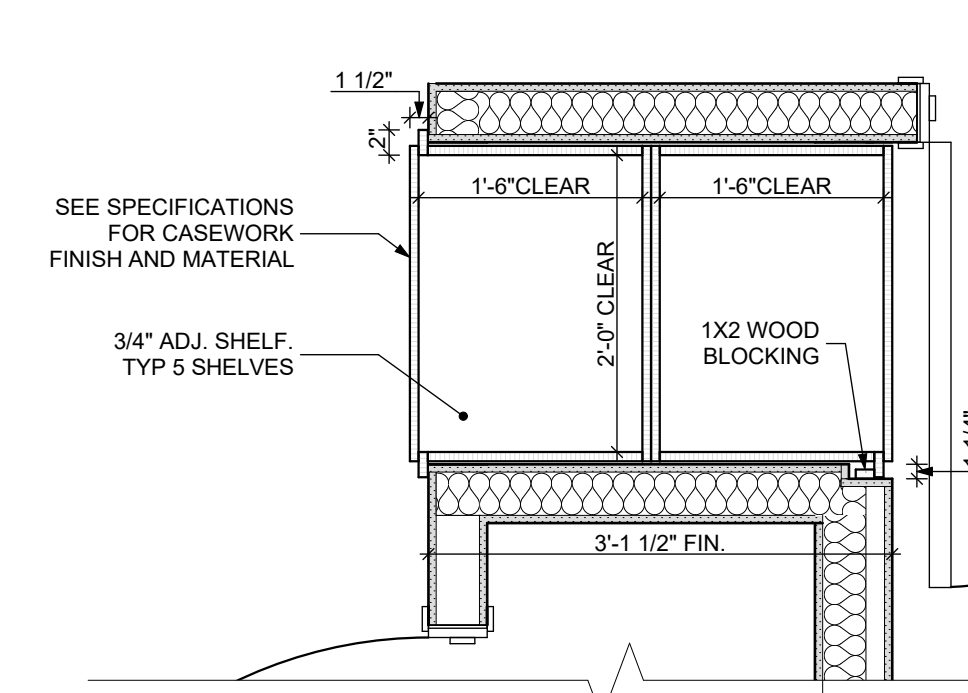 1 1/2"
2"
1'-6"CLEAR
1'-6"CLEAR
SEE SPECIFICATIONS
FOR CASEWORK
FINISH AND MATERIAL
2'-0" CLEAR
3/4" ADJ. SHELF.
TYP 5 SHELVES
1X2 WOOD
BLOCKING
3'-1 1/2" FIN.